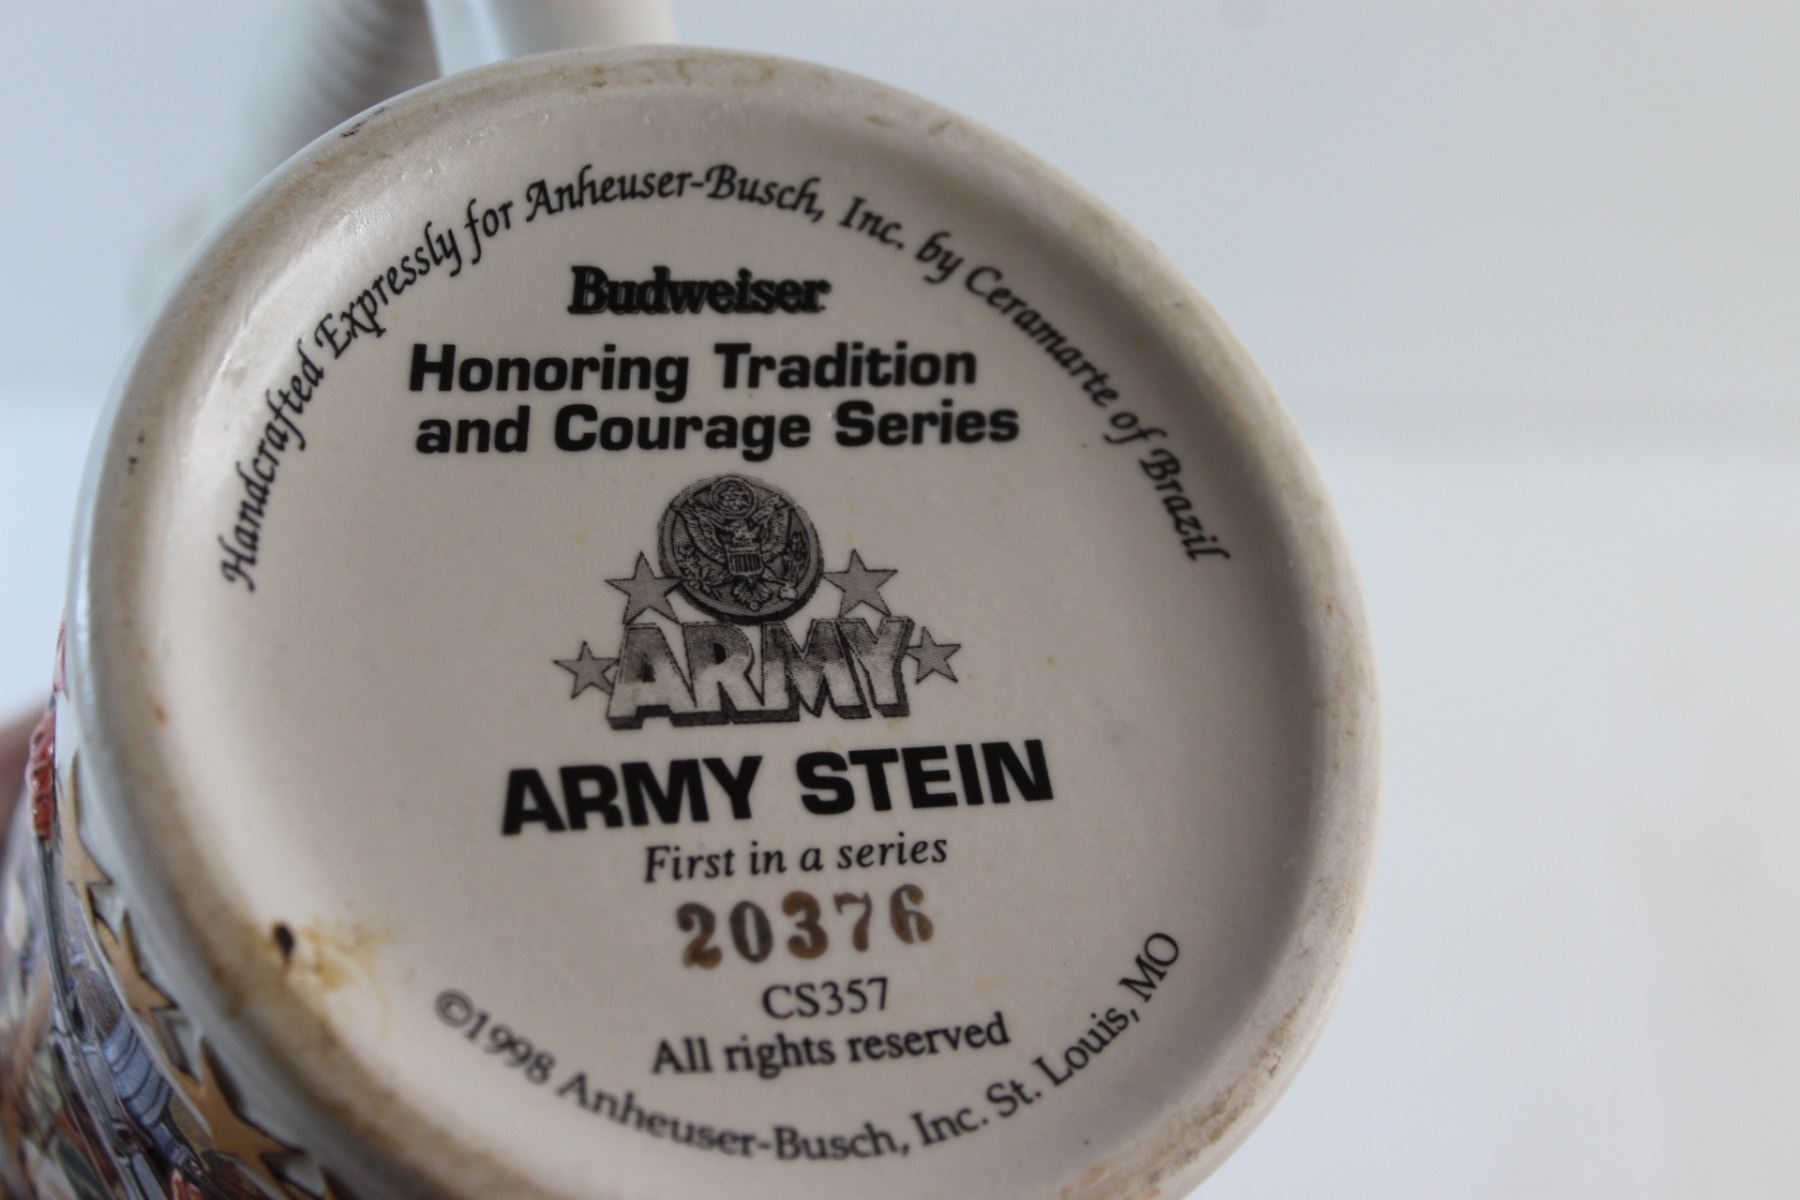 Handcrafted Expressly for Anheuser-Busch, Inc. by Ceramarte of Brazil
Budweiser
Honoring Tradition
and Courage Series
ARMY
ARMY STEIN
First in a series
20376
CS357
All rights reserved
©1998 Anheuser-Busch, Inc. St. Louis, MO